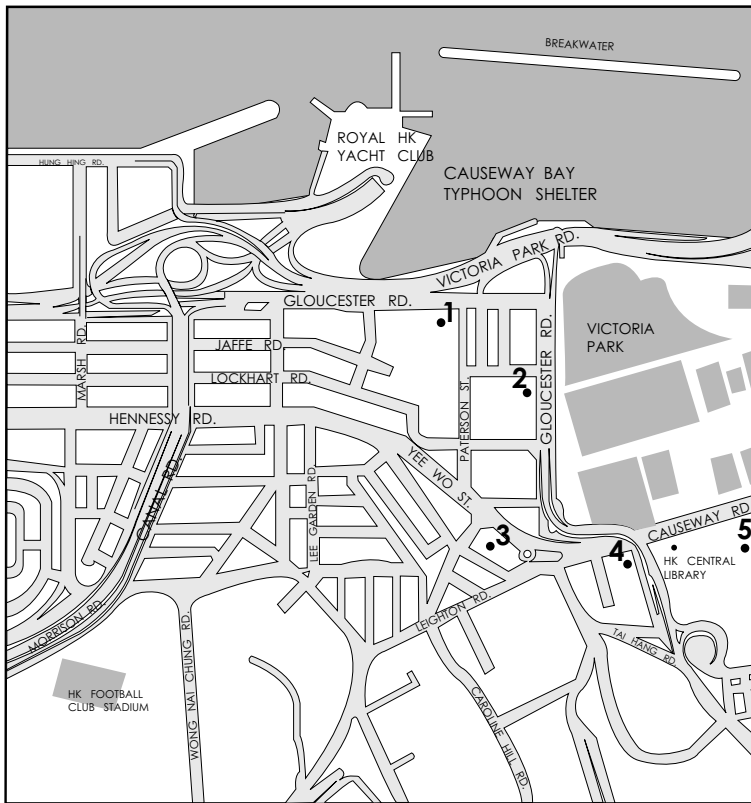 BREAKWATER
ROYAL HK
YACHT CLUB
HUNG HING RD.
CAUSEWAY BAY
TYPHOON SHELTER
VICTORIA PARK RD.
GLOUCESTER RD.
1
VICTORIA
PARK
MARSH RD.
JAFFE RD.
GLOUCESTER RD.
LOCKHART RD.
2
PATERSON ST.
HENNESSY RD.
YEE WO ST.
CANAL RD.
LEE GARDEN RD.
CAUSEWAY RD.
3
4
5
HK CENTRAL
LIBRARY
MORRISON RD.
LEIGHTON RD.
TAI HANG RD.
WONG NAI CHUNG RD.
CAROLINE HILL RD.
HK FOOTBALL
CLUB STADIUM